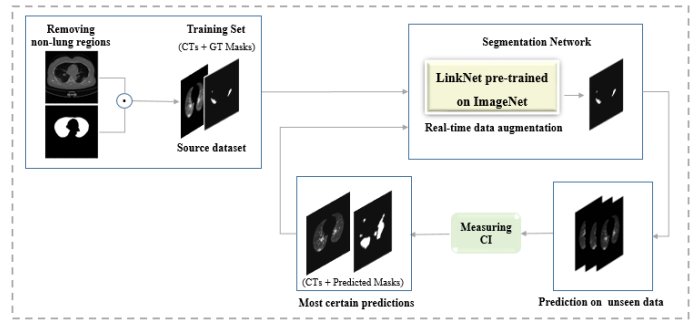 Removing
non-lung regions
Training Set
(CTs + GT Masks)
Source dataset
Segmentation Network
LinkNet pre-trained
on ImageNet
Real-time data augmentation
(CTs + Predicted Masks)
Most certain predictions
Measuring
CI
Prediction on unseen data